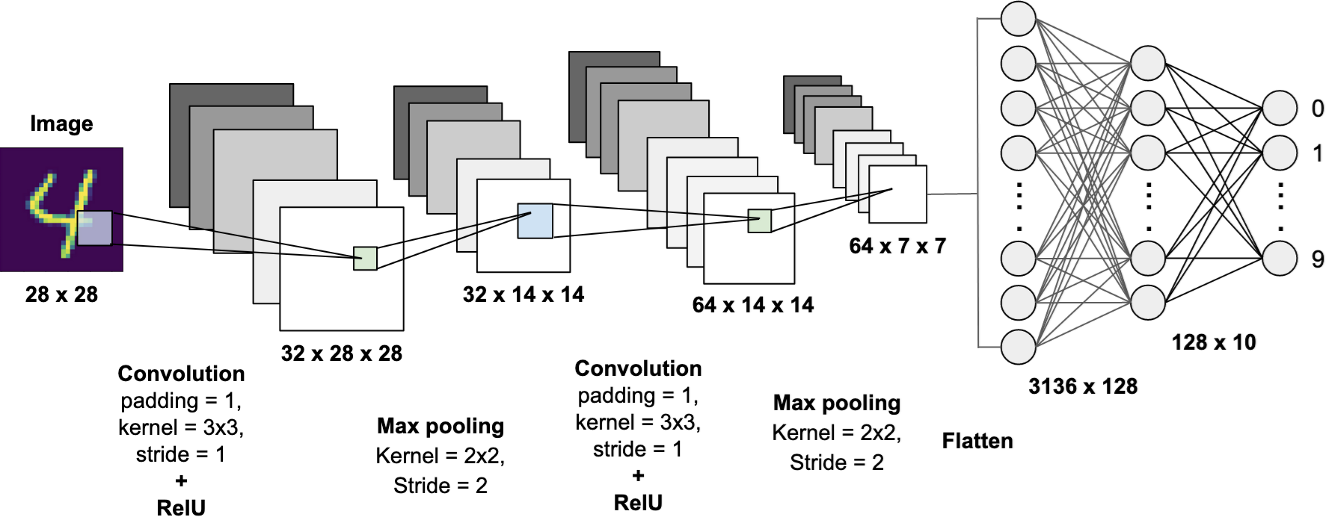 Image
28 x 28
32 x 28 x 28
Convolution
padding = 1,
kernel = 3x3,
stride = 1
+
RelU
32 x 14 x 14
Max pooling
Kernel = 2x2,
Stride = 2
64 x 14 x 14
Convolution
padding = 1,
kernel = 3x3,
stride = 1
+
RelU
64 x 7 x 7
Max pooling
Kernel = 2x2,
Stride = 2
Flatten
3136 x 128
128 x 10
0
1
9